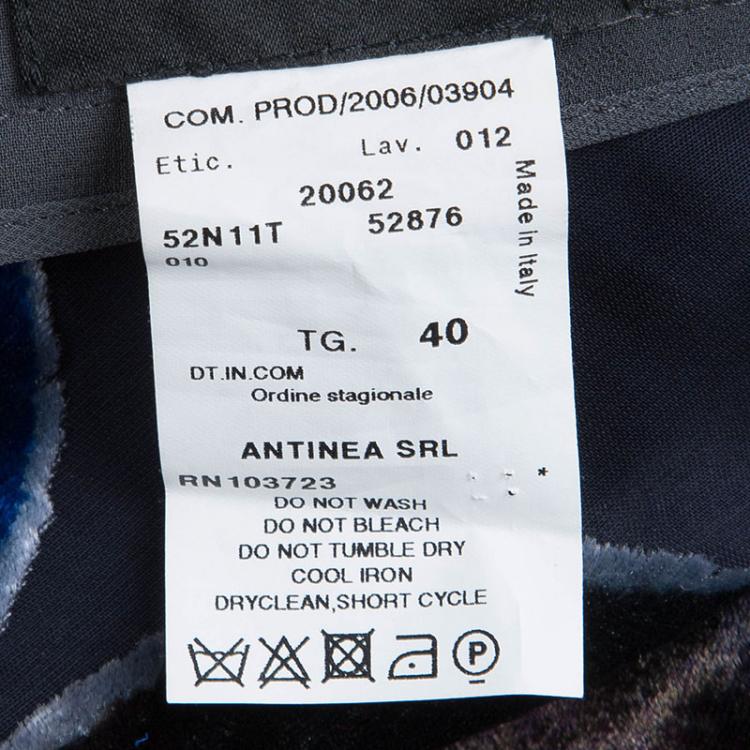 COM. PROD/2006/03904
Etic. Lav. 012
20062
52N11T 52876
010
Made in Italy
TG. 40
DT.IN.COM
Ordine stagionale
ANTINEA SRL
RN103723
*
DO NOT WASH
DO NOT BLEACH
DO NOT TUMBLE DRY
COOL IRON
DRYCLEAN,SHORT CYCLE
P